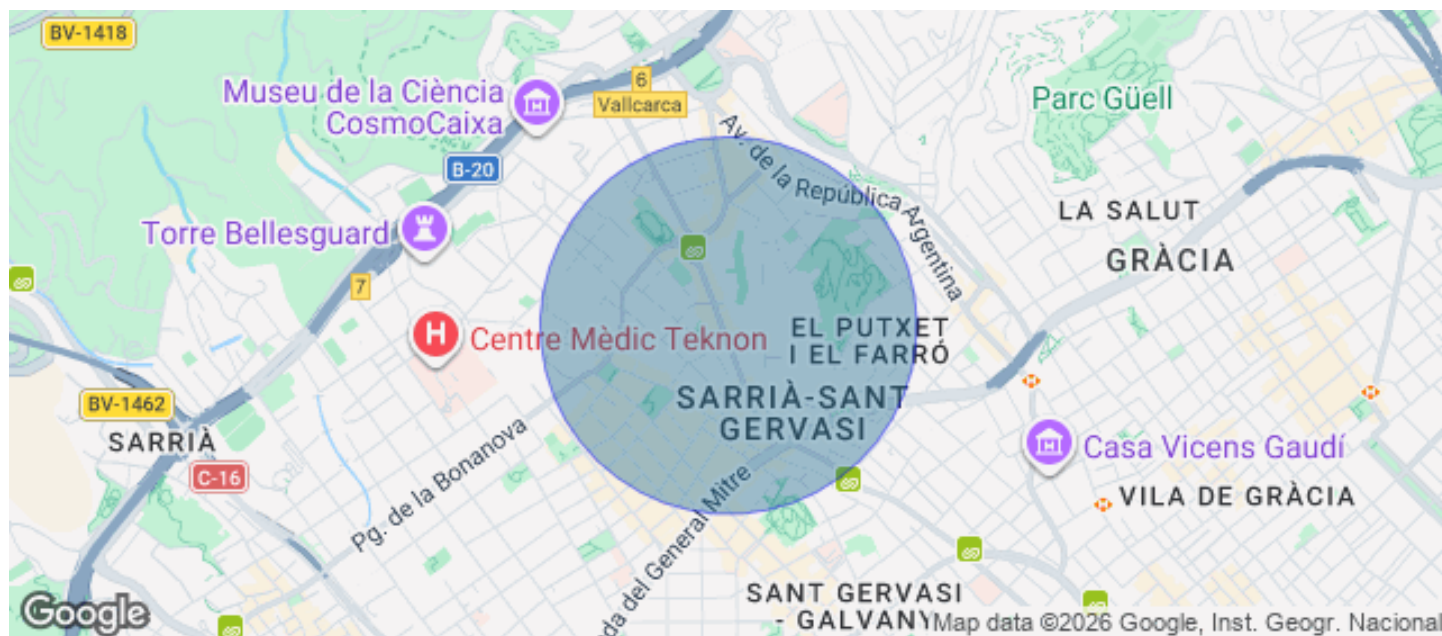 BV-1418
Museu de la Ciència
CosmoCaixa
6
Vallcarca
Parc Güell
Av. de la República Argentina
B-20
Torre Bellesguard
7
LA SALUT
GRÀCIA
H
Centre Mèdic Teknon
EL PUTXET
I EL FARRÓ
BV-1462
SARRIÀ
SARRIÀ-SANT
GERVASI
C-16
Pg. de la Bonanova
Casa Vicens Gaudí
VILA DE GRÀCIA
nda del General Mitre
SANT GERVASI
- GALVANY
Google
Map data ©2026 Google, Inst. Geogr. Nacional